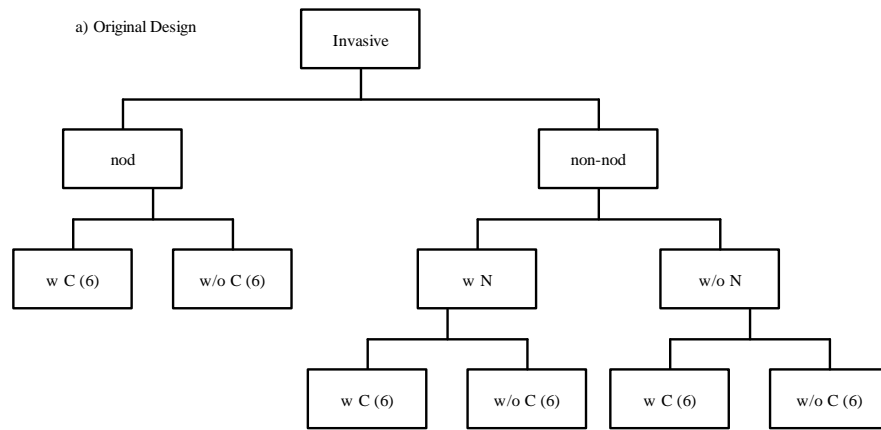 a) Original Design
Invasive
nod
non-nod
w C (6)
w/o C (6)
w N
w/o N
w C (6)
w/o C (6)
w C (6)
w/o C (6)